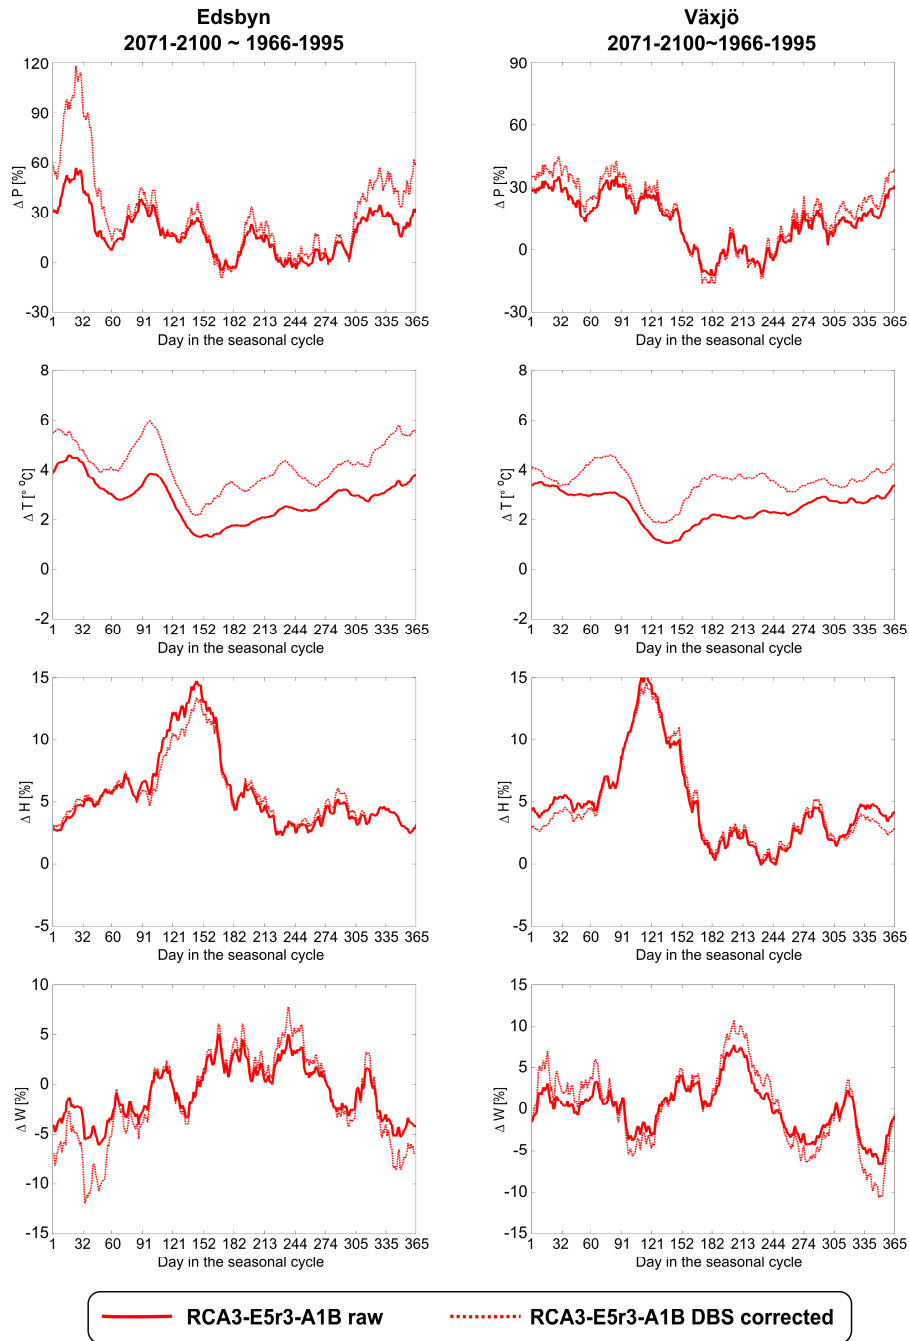 Edsbyn
2071-2100 ~ 1966-1995
Växjö
2071-2100~1966-1995
Δ P [%]
120
90
60
30
0
-30
1 32 60 91 121 152 182 213 244 274 305 335 365
Day in the seasonal cycle
Δ P [%]
90
60
30
0
-30
1 32 60 91 121 152 182 213 244 274 305 335 365
Day in the seasonal cycle
Δ T [° °C]
8
6
4
2
0
-2
1 32 60 91 121 152 182 213 244 274 305 335 365
Day in the seasonal cycle
Δ T [° °C]
8
6
4
2
0
-2
1 32 60 91 121 152 182 213 244 274 305 335 365
Day in the seasonal cycle
Δ H [%]
15
10
5
0
-5
1 32 60 91 121 152 182 213 244 274 305 335 365
Day in the seasonal cycle
Δ H [%]
15
10
5
0
-5
1 32 60 91 121 152 182 213 244 274 305 335 365
Day in the seasonal cycle
Δ W [%]
10
5
0
-5
-10
-15
1 32 60 91 121 152 182 213 244 274 305 335 365
Day in the seasonal cycle
Δ W [%]
15
10
5
0
-5
-10
-15
1 32 60 91 121 152 182 213 244 274 305 335 365
Day in the seasonal cycle
RCA3-E5r3-A1B raw
RCA3-E5r3-A1B DBS corrected